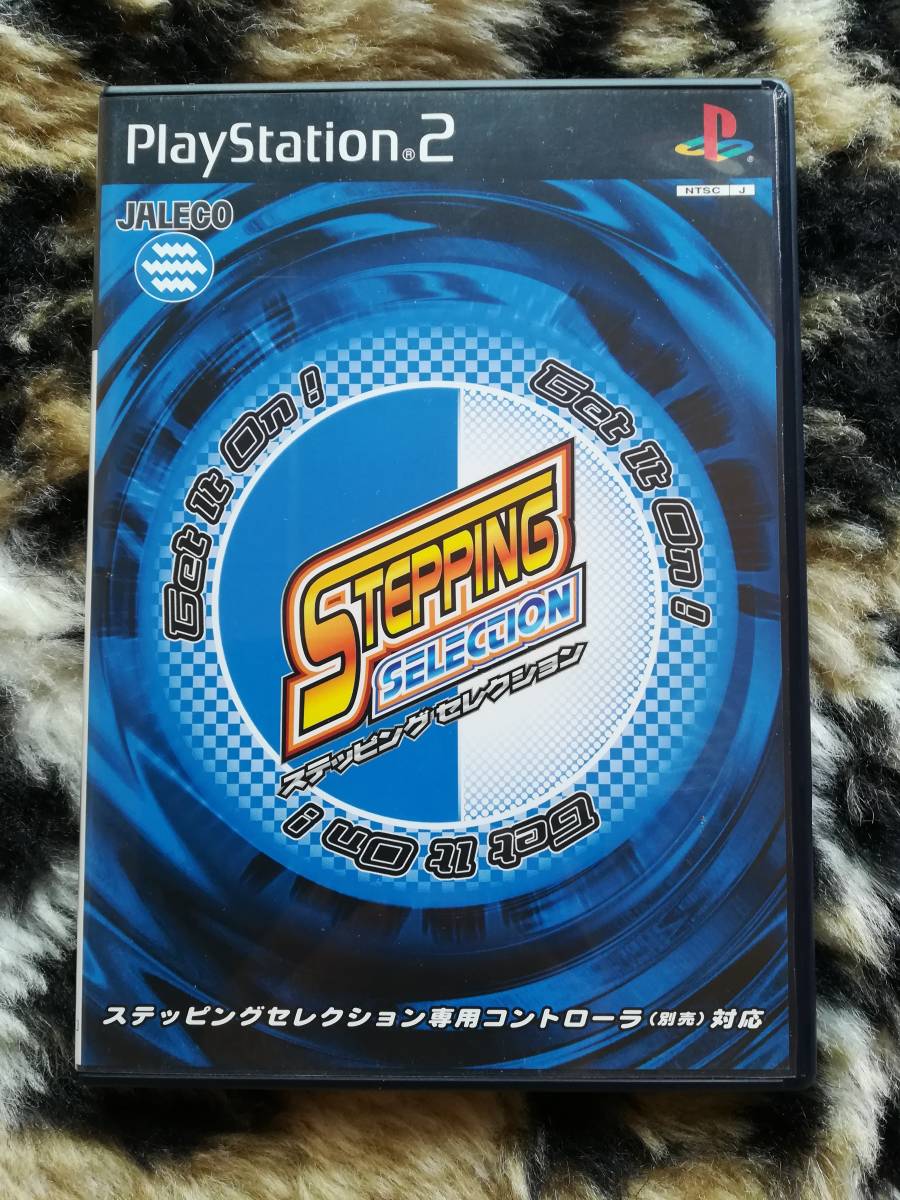 PlayStation®2
NTSC J
JALECO
Get It On!
Get It On!
STEPPING
SELECTION
ステッピングセレクション
Get It On!
ステッピングセレクション専用コントローラ(別売)対応